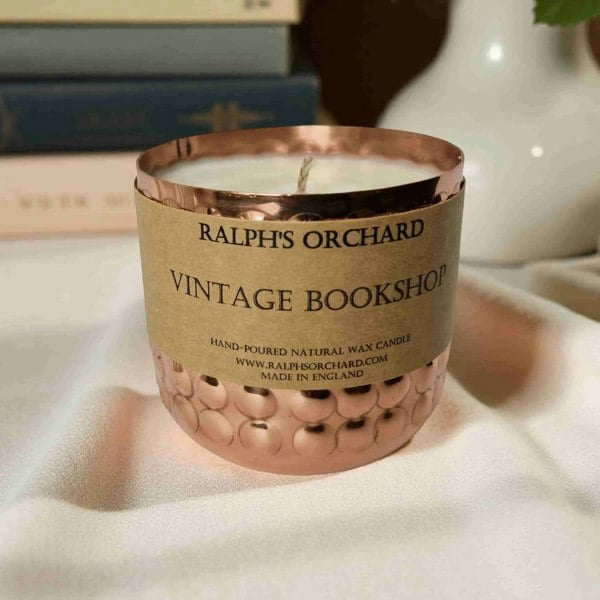 RALPH'S ORCHARD
VINTAGE BOOKSHOP
HAND-POURED NATURAL WAX CANDLE
WWW.RALPHSORCHARD.COM
MADE IN ENGLAND